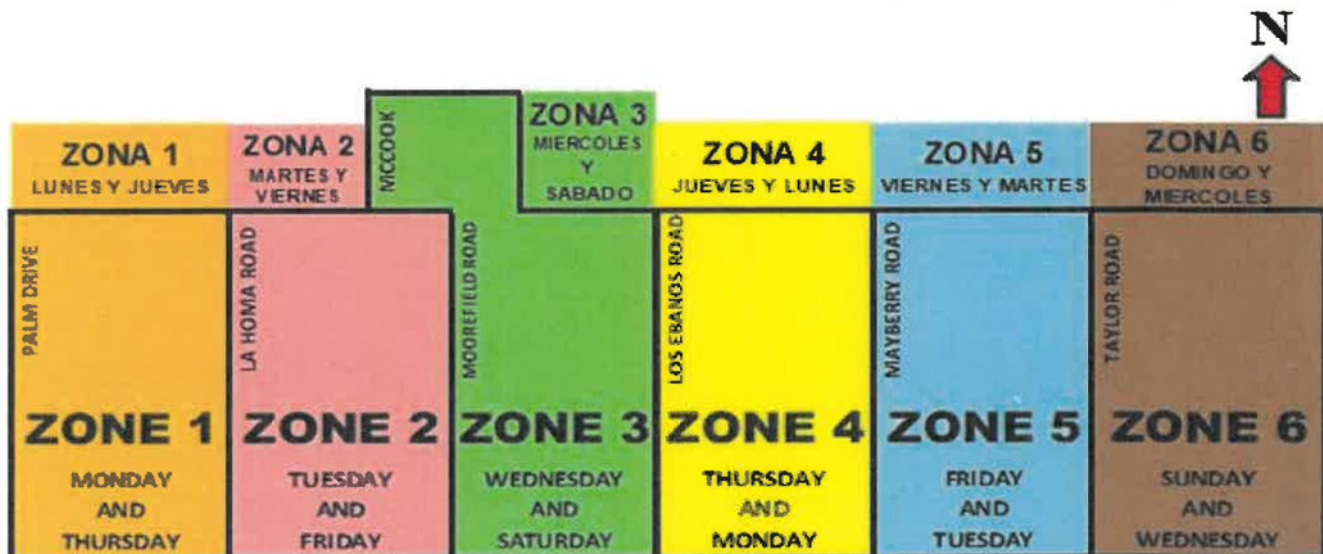 N
ZONA 1
LUNES Y JUEVES
ZONA 2
MARTES Y
VIERNES
MCCOOK
ZONA 3
MIERCOLES
Y
SABADO
ZONA 4
JUEVES Y LUNES
ZONA 5
VIERNES Y MARTES
ZONA 6
DOMINGO Y
MIERCOLES
PALM DRIVE
LA HOMA ROAD
MOOREFIELD ROAD
LOS EBANOS ROAD
MAYBERRY ROAD
TAYLOR ROAD
ZONE 1
MONDAY
AND
THURSDAY
ZONE 2
TUESDAY
AND
FRIDAY
ZONE 3
WEDNESDAY
AND
SATURDAY
ZONE 4
THURSDAY
AND
MONDAY
ZONE 5
FRIDAY
AND
TUESDAY
ZONE 6
SUNDAY
AND
WEDNESDAY